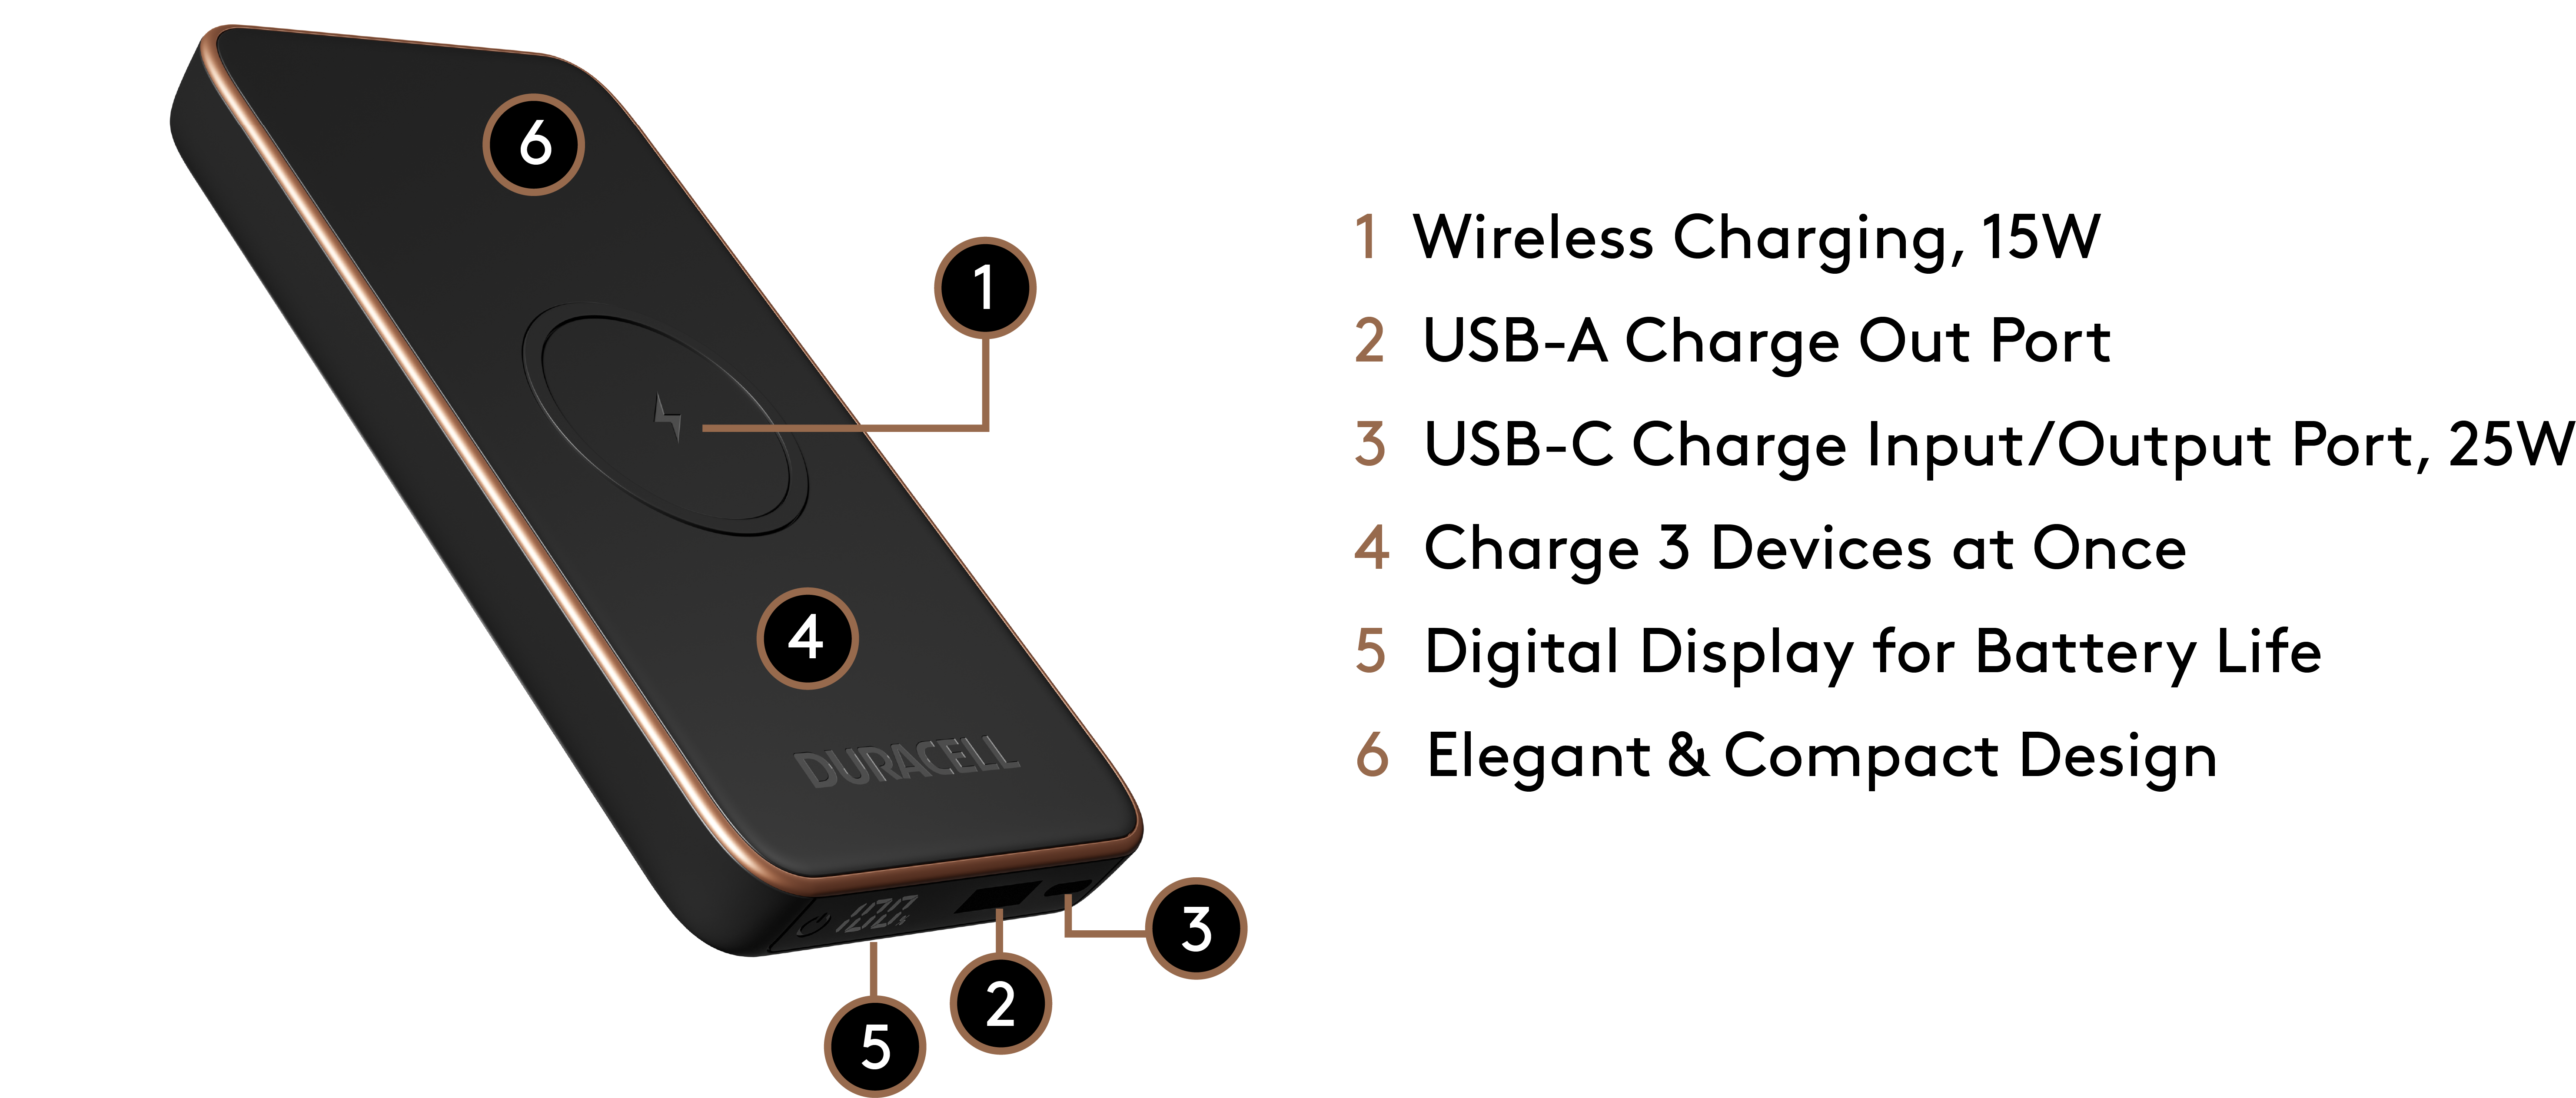 6
1
4
DURACELL
3
2
5
1 Wireless Charging, 15W
2 USB-A Charge Out Port
3 USB-C Charge Input/Output Port, 25W
4 Charge 3 Devices at Once
5 Digital Display for Battery Life
6 Elegant & Compact Design